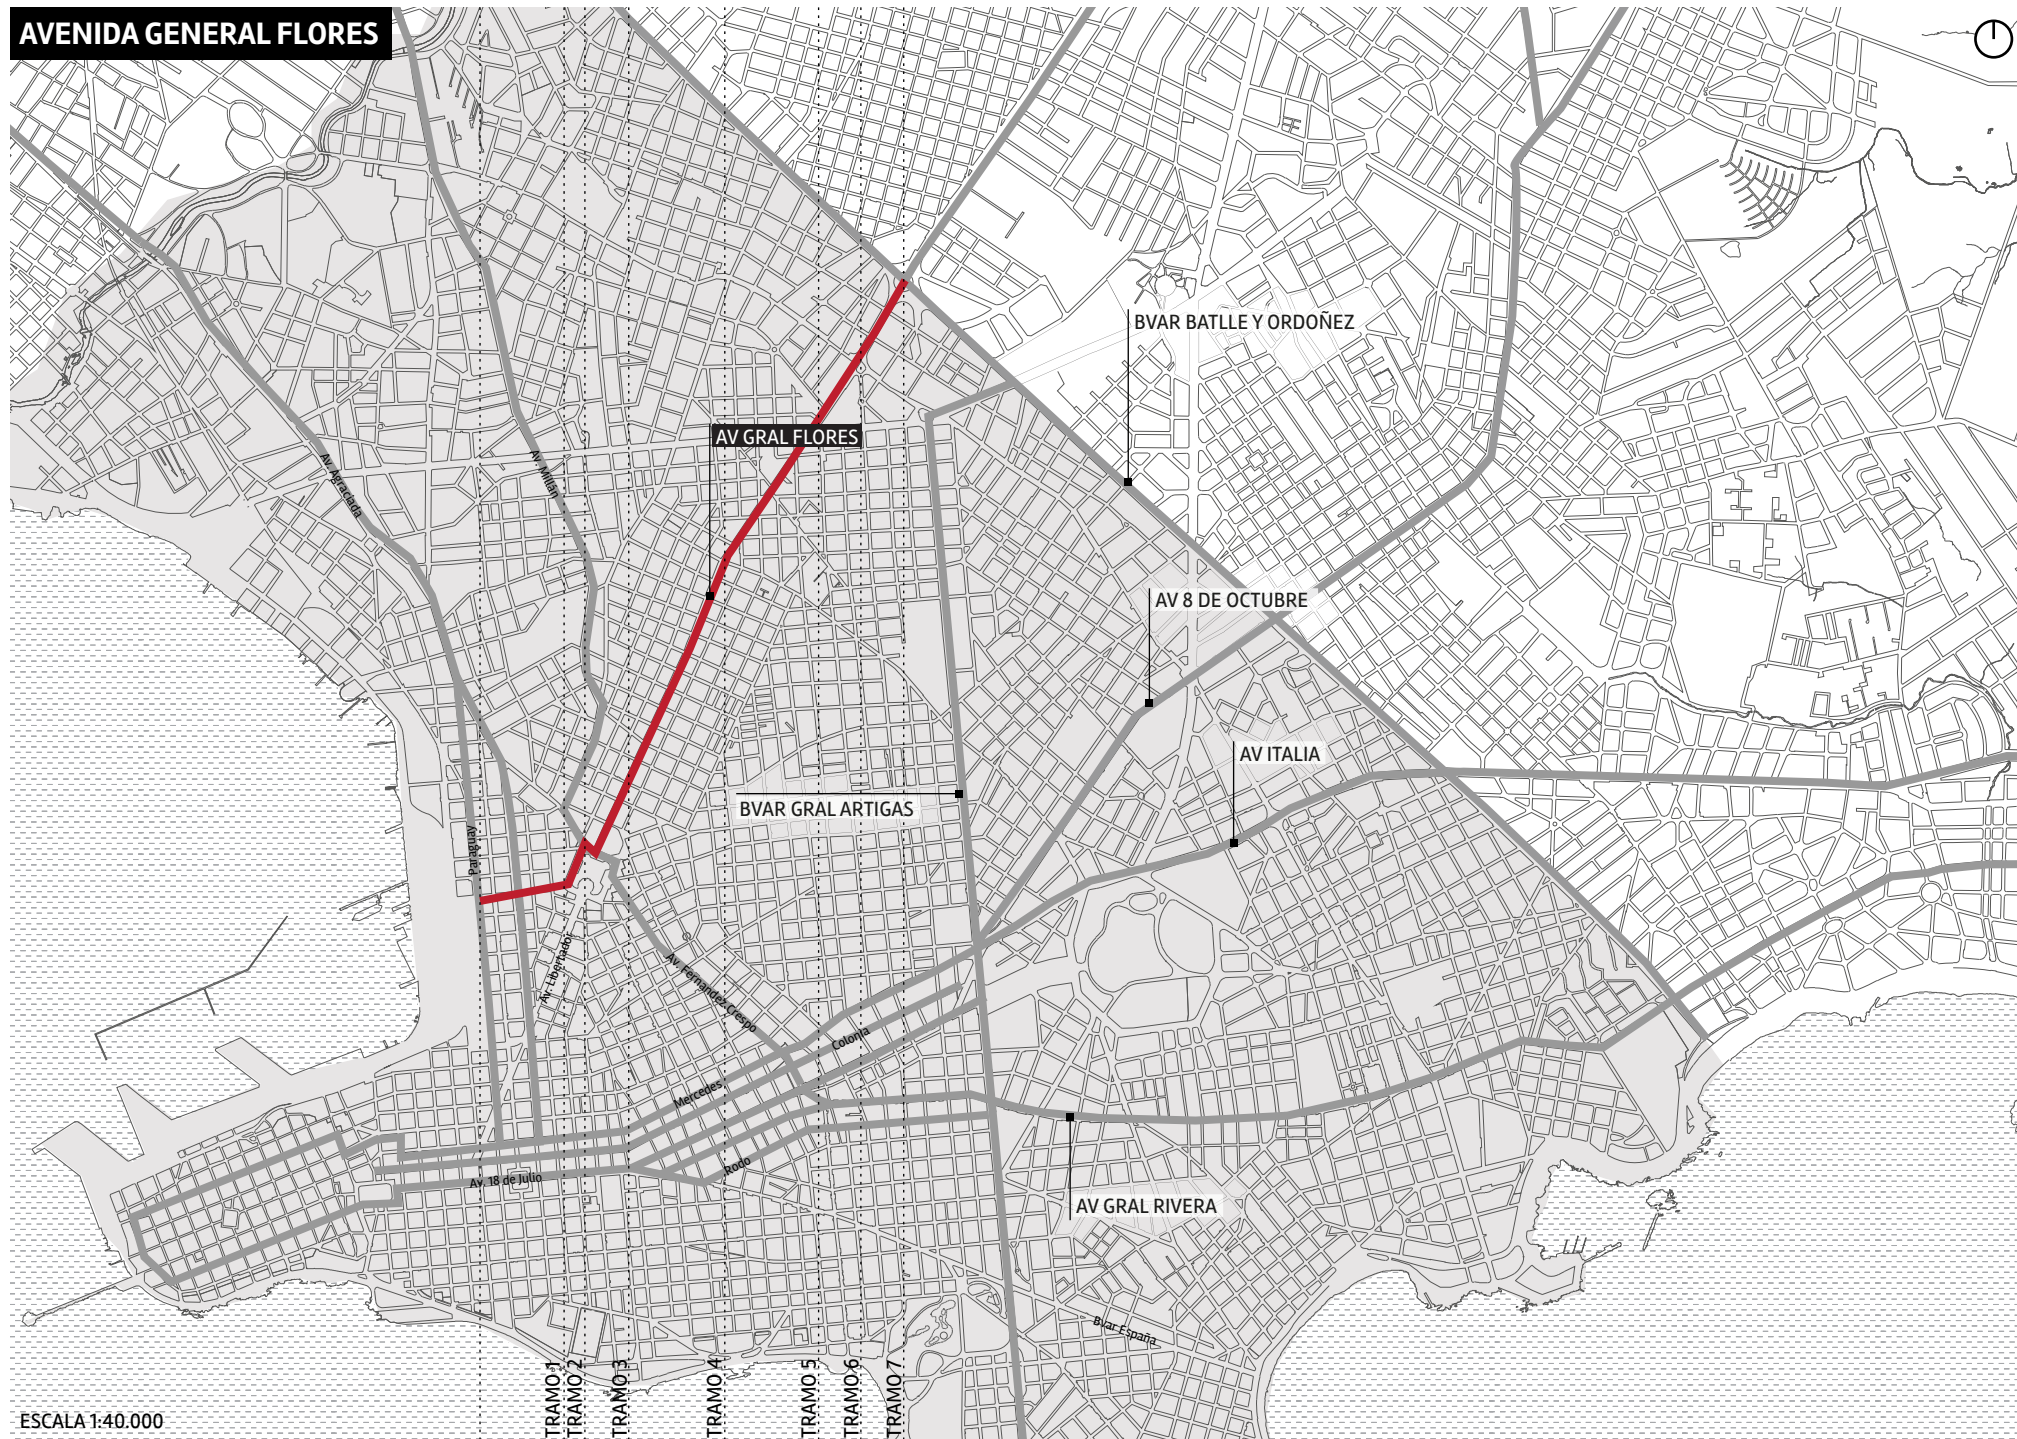 AVENIDA GENERAL FLORES
BVAR BATLLE Y ORDOÑEZ
AV GRAL FLORES
Av. Agraciada
Av. Millán
AV 8 DE OCTUBRE
AV ITALIA
BVAR GRAL ARTIGAS
Paraguay
Av. Libertador
Av. Fernandez Crespo
Colonia
Mercedes
Av. 18 de Julio
Rodo
AV GRAL RIVERA
Bvar España
TRAMO 1
TRAMO 2
TRAMO 3
TRAMO 4
TRAMO 5
TRAMO 6
TRAMO 7
ESCALA 1:40.000